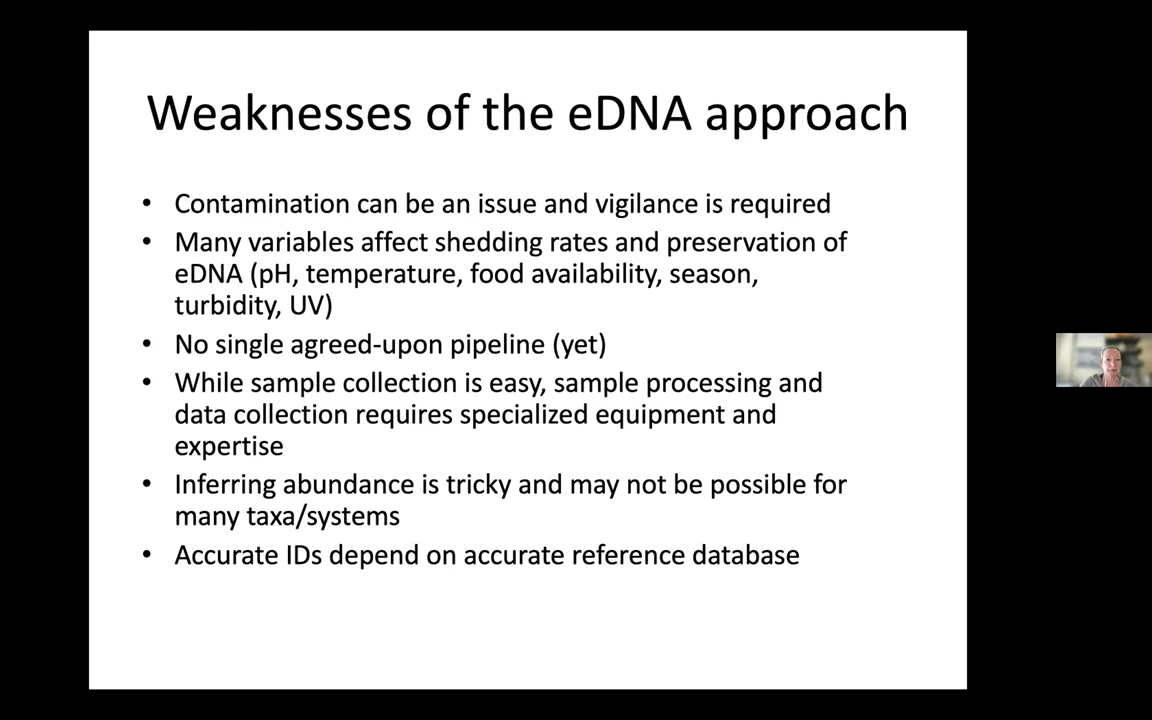 Weaknesses of the eDNA approach
• Contamination can be an issue and vigilance is required
• Many variables affect shedding rates and preservation of
eDNA (pH, temperature, food availability, season,
turbidity, UV)
• No single agreed-upon pipeline (yet)
• While sample collection is easy, sample processing and
data collection requires specialized equipment and
expertise
• Inferring abundance is tricky and may not be possible for
many taxa/systems
• Accurate IDs depend on accurate reference database